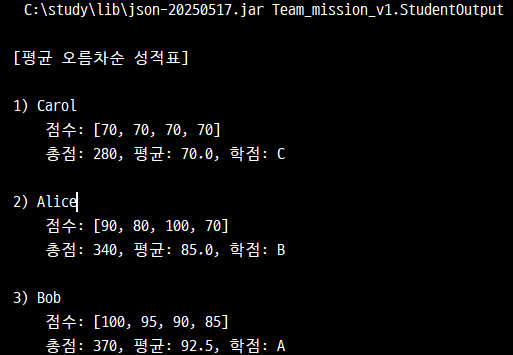 C:\study\lib\json-20250517.jar Team_mission_v1.StudentOutput
[평균 오름차순 성적표]
1) Carol
점수: [70, 70, 70, 70]
총점: 280, 평균: 70.0, 학점: C
2) Alice
점수: [90, 80, 100, 70]
총점: 340, 평균: 85.0, 학점: B
3) Bob
점수: [100, 95, 90, 85]
총점: 370, 평균: 92.5, 학점: A